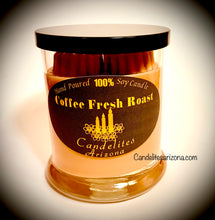 Hand Poured 100% Soy Candle
Coffee Fresh Roast
Candelites
Arizona
Candelitesarizona.com